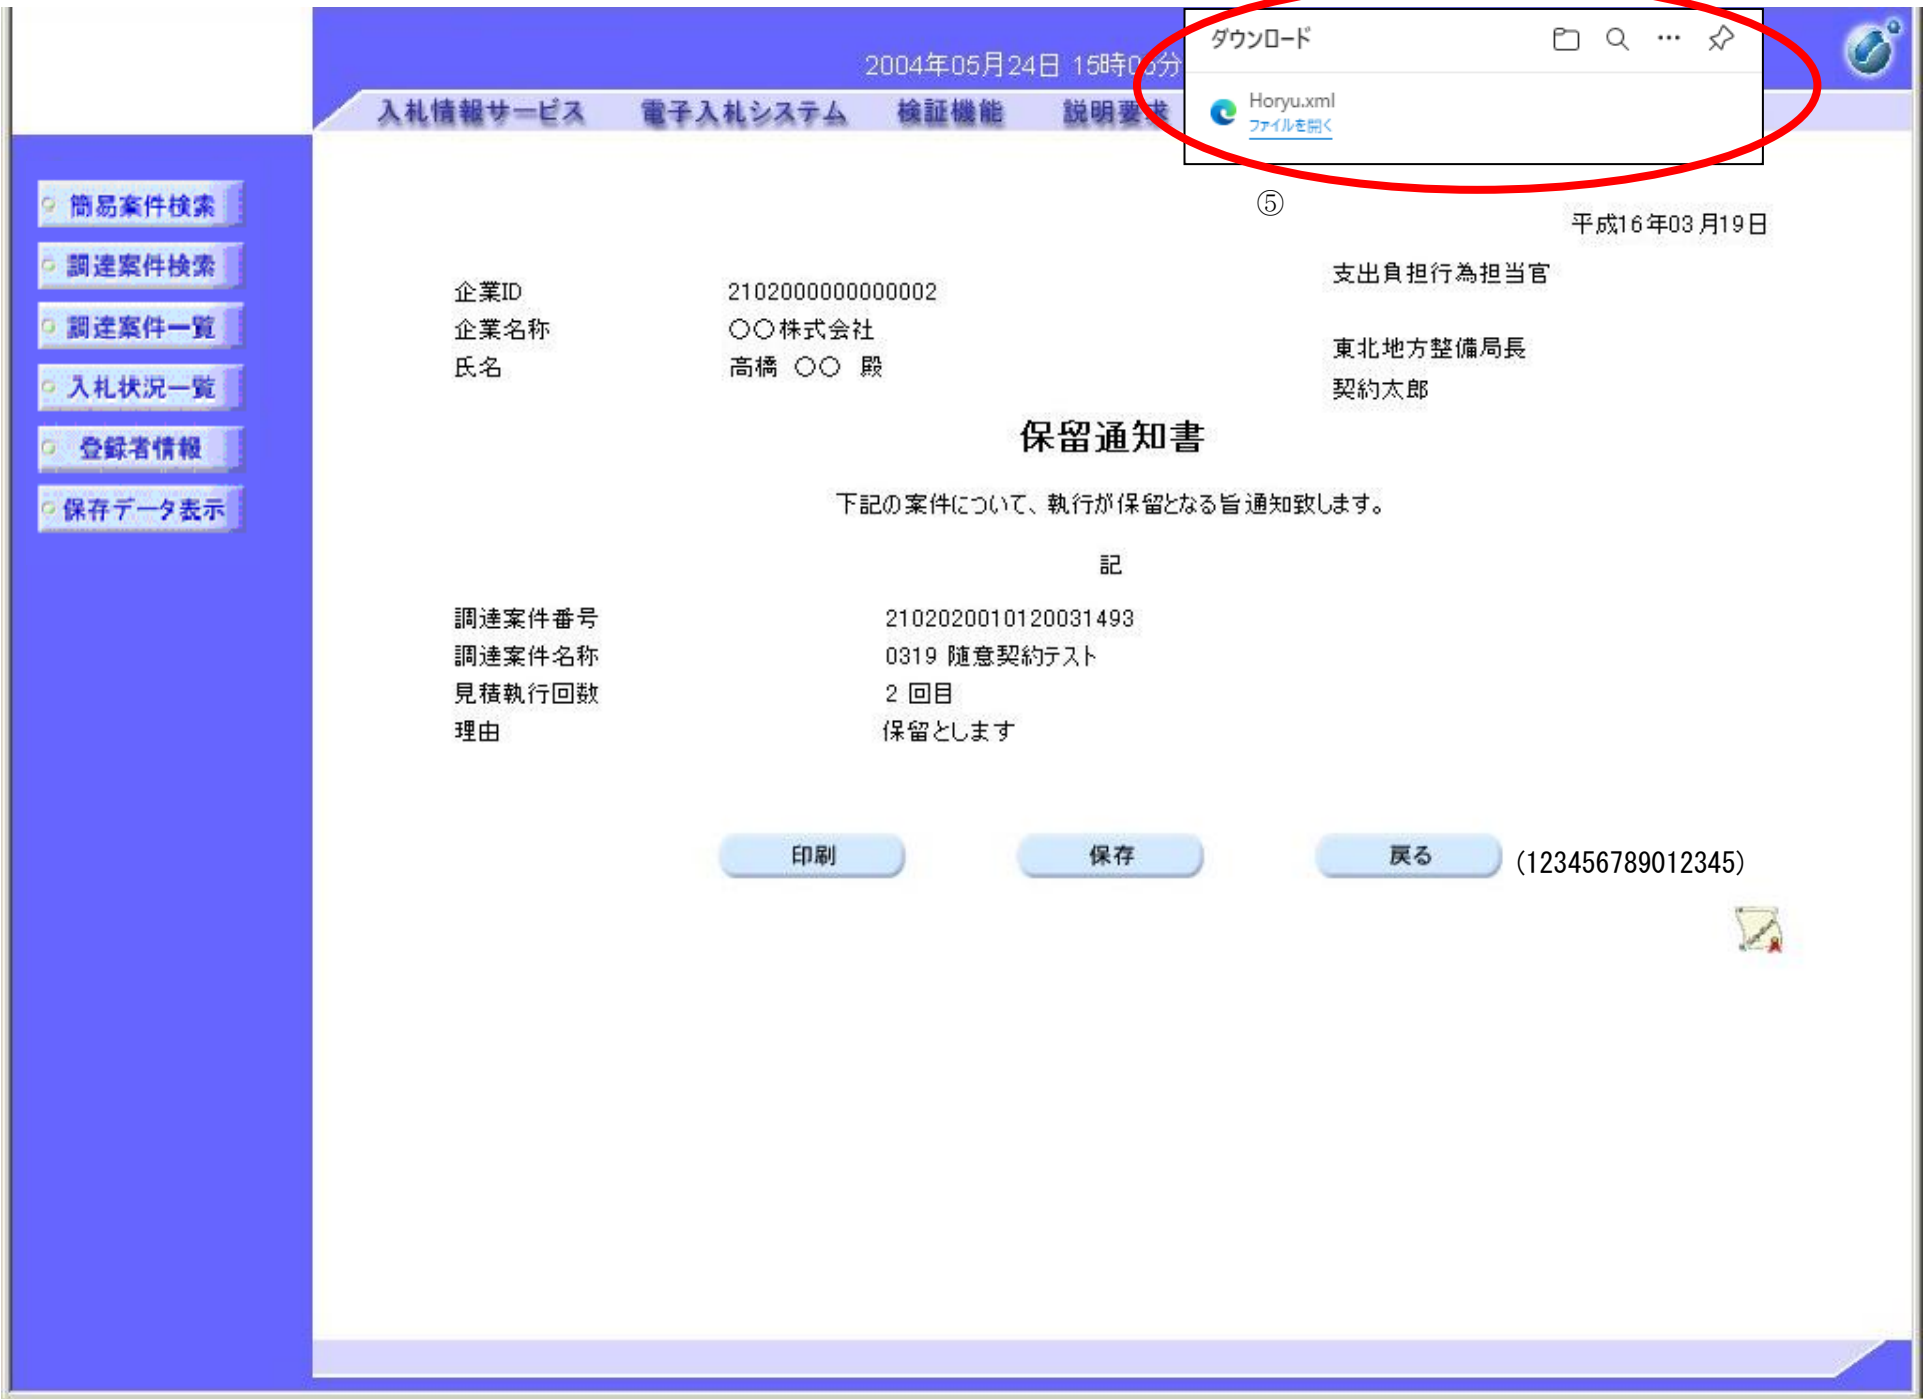 2004年05月24日 15時05分
ダウンロード
Horyu.xml
ファイルを開く
入札情報サービス 電子入札システム 検証機能 説明要求
⑤
簡易案件検索
調達案件検索
調達案件一覧
入札状況一覧
登録者情報
保存データ表示
平成16年03月19日
企業ID 2102000000000002
企業名称 〇〇株式会社
氏名 高橋 〇〇 殿
支出負担行為担当官
東北地方整備局長
契約太郎
保留通知書
下記の案件について、執行が保留となる旨通知致します。
記
調達案件番号 2102020010120031493
調達案件名称 0319 随意契約テスト
見積執行回数 2 回目
理由 保留とします
印刷 保存 戻る (123456789012345)